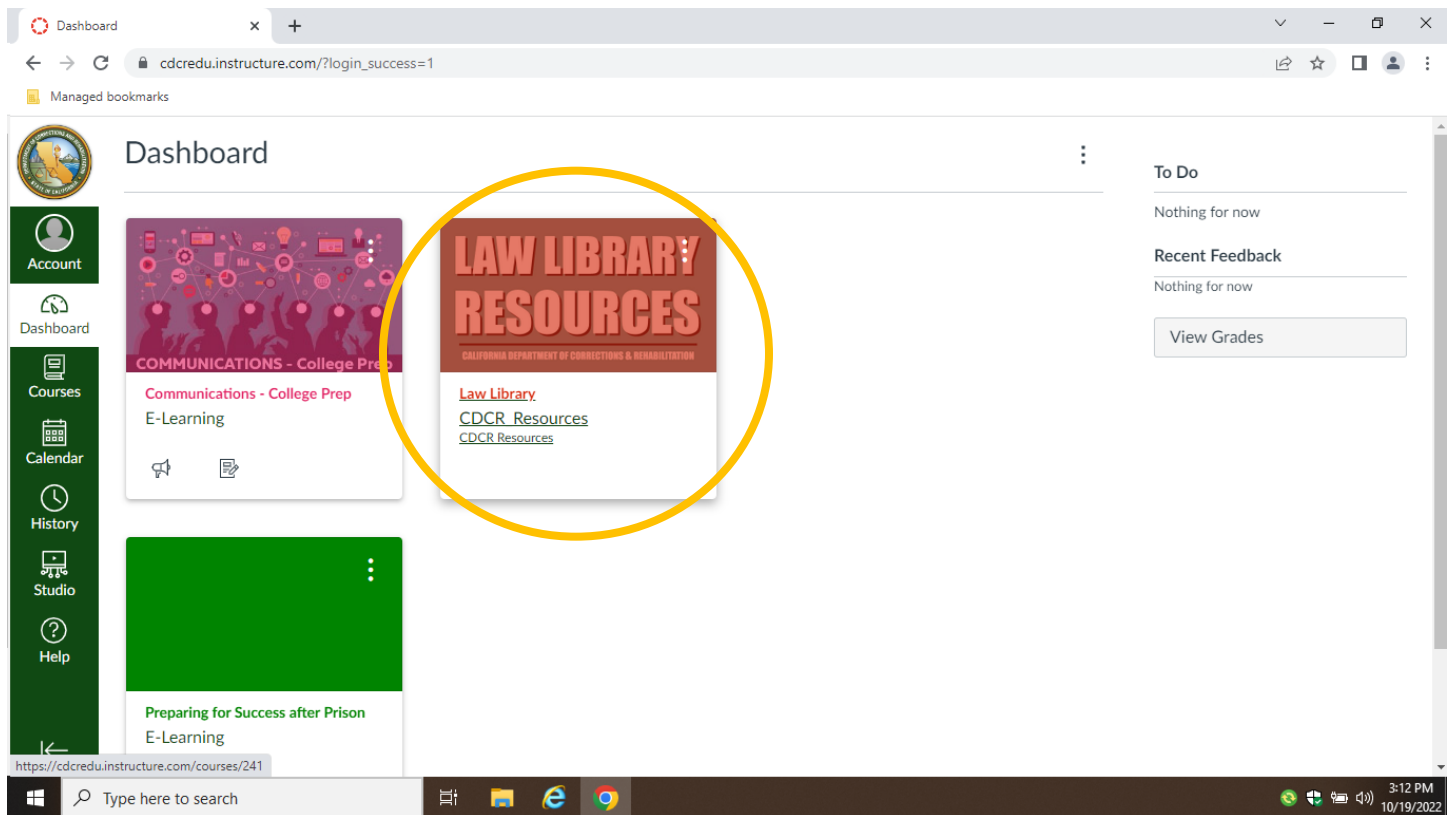 Dashboard
cdcredu.instructure.com/?login_success=1
Managed bookmarks
Dashboard
Account
Dashboard
Courses
Calendar
History
Studio
Help
COMMUNICATIONS - College Prep
Communications - College Prep
E-Learning
LAW LIBRARY
RESOURCES
CALIFORNIA DEPARTMENT OF CORRECTIONS & REHABILITATION
Law Library
CDCR_Resources
CDCR Resources
Preparing for Success after Prison
E-Learning
To Do
Nothing for now
Recent Feedback
Nothing for now
View Grades
https://cdcredu.instructure.com/courses/241
Type here to search
3:12 PM
10/19/2022